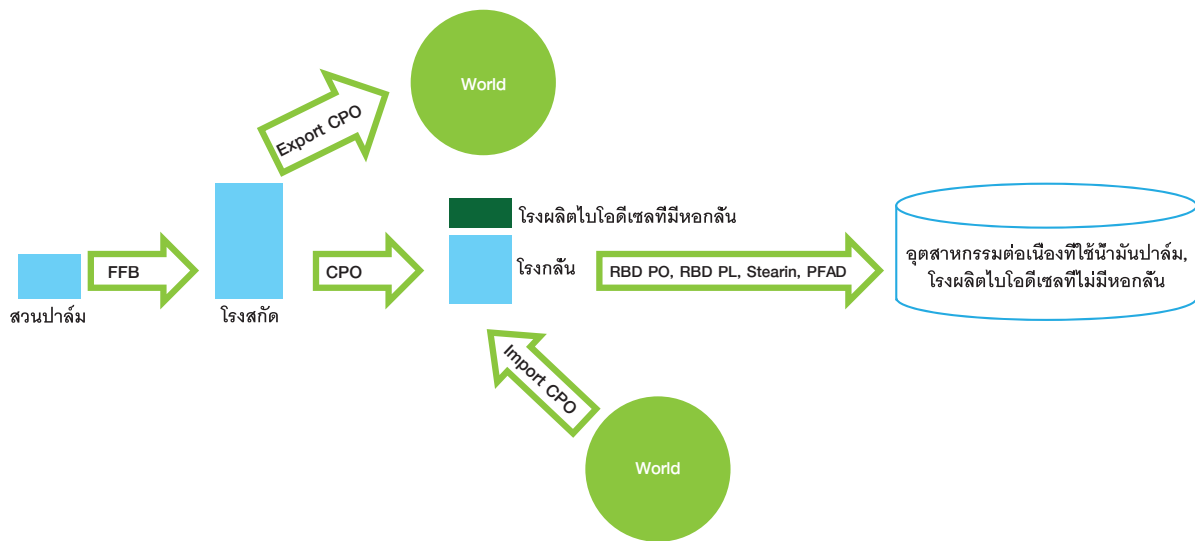 World
Export CPO
โรงผลิตไบโอดีเซลที่มีหอกลั่น
FFB
CPO
โรงกลั่น
RBD PO, RBD PL, Stearin, PFAD
อุตสาหกรรมต่อเนื่องที่ใช้น้ำมันปาล์ม,
โรงผลิตไบโอดีเซลที่ไม่มีหอกลั่น
สวนปาล์ม
โรงสกัด
Import CPO
World